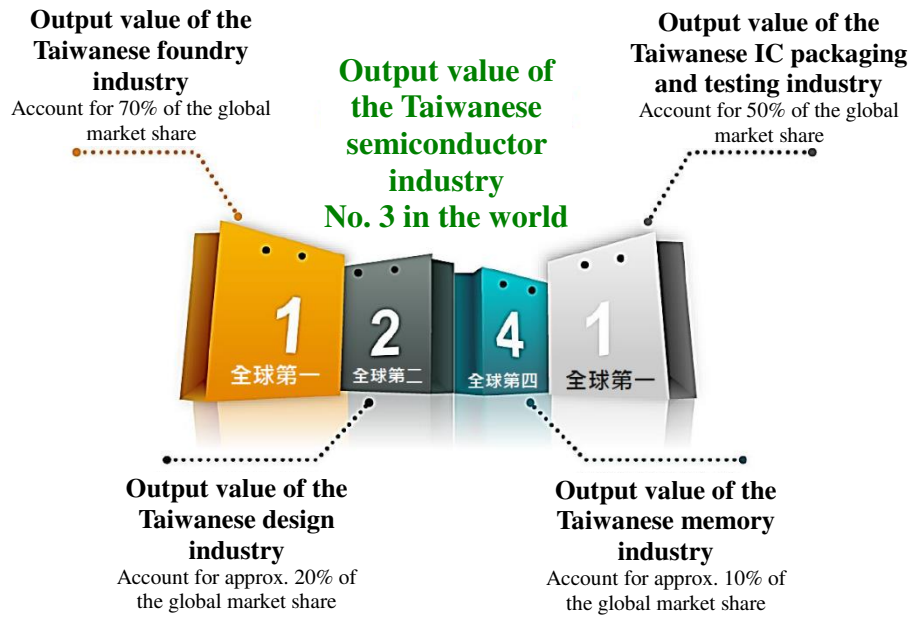 Output value of the
Taiwanese foundry
industry
Account for 70% of the global
market share
Output value of
the Taiwanese
semiconductor
industry
No. 3 in the world
Output value of the
Taiwanese IC packaging
and testing industry
Account for 50% of the global
market share
1
全球第一
2
全球第二
4
全球第四
1
全球第一
Output value of the
Taiwanese design
industry
Account for approx. 20% of
the global market share
Output value of the
Taiwanese memory
industry
Account for approx. 10% of
the global market share